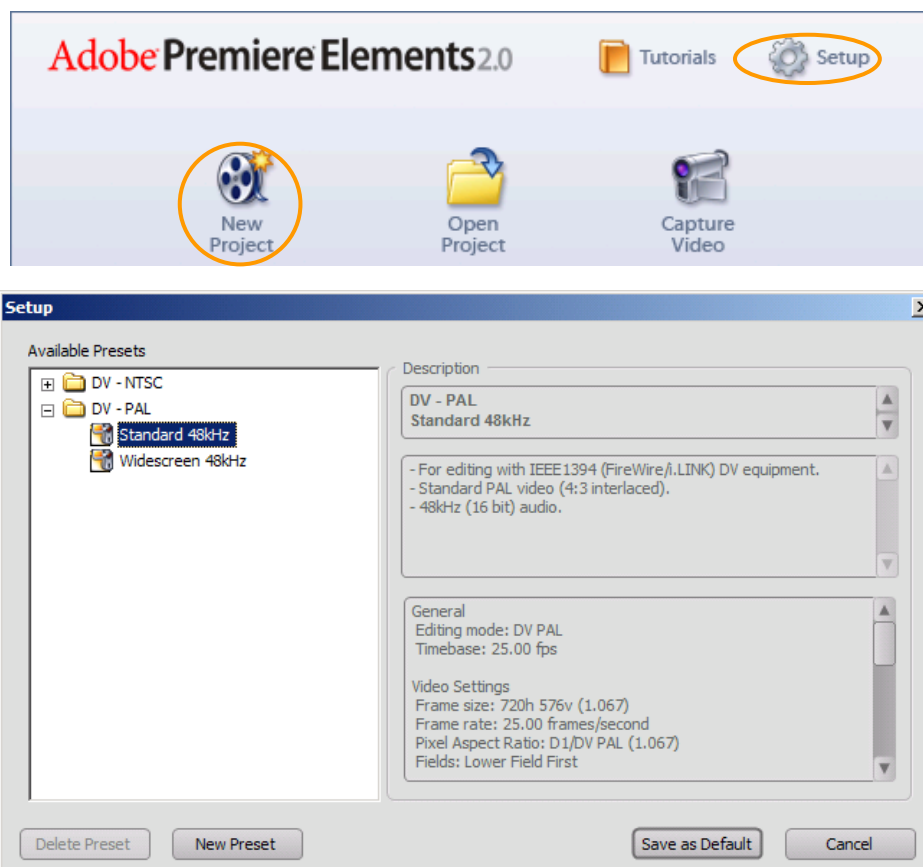 Adobe Premiere Elements 2.0
Tutorials
Setup
New
Project
Open
Project
Capture
Video
Setup
Available Presets
DV - NTSC
DV - PAL
Standard 48kHz
Widescreen 48kHz
Description
DV - PAL
Standard 48kHz
- For editing with IEEE1394 (FireWire/i.LINK) DV equipment.
- Standard PAL video (4:3 interlaced).
- 48kHz (16 bit) audio.
General
Editing mode: DV PAL
Timebase: 25.00 fps
Video Settings
Frame size: 720h 576v (1.067)
Frame rate: 25.00 frames/second
Pixel Aspect Ratio: D1/DV PAL (1.067)
Fields: Lower Field First
Delete Preset
New Preset
Save as Default
Cancel